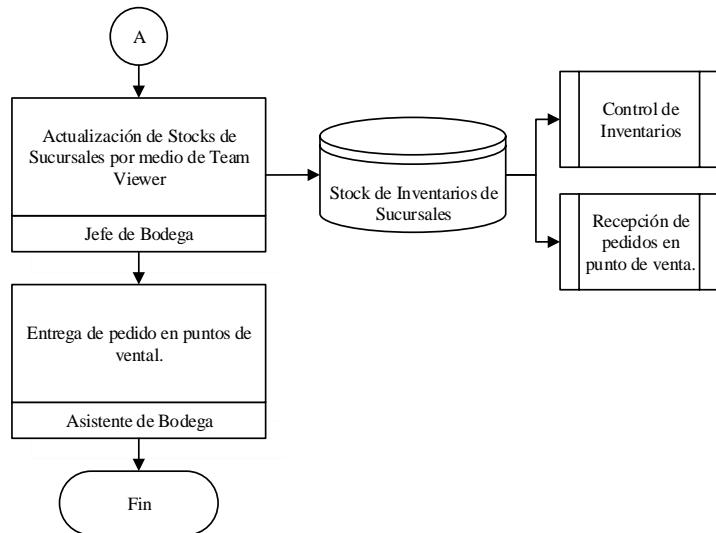 A
Actualización de Stocks de
Sucursales por medio de Team
Viewer
Jefe de Bodega
Stock de Inventarios de
Sucursales
Control de
Inventarios
Recepción de
pedidos en
punto de venta.
Entrega de pedido en puntos de
vental.
Asistente de Bodega
Fin